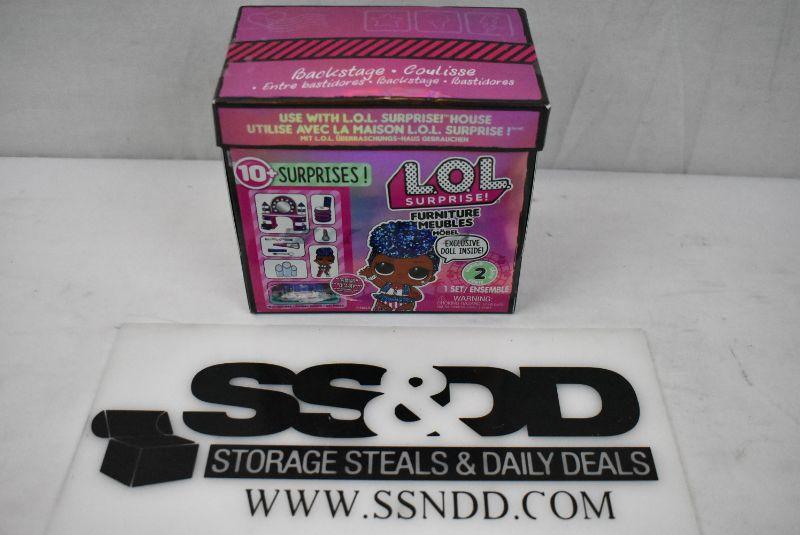 Backstage • Coulisse
• Entre bastidores • Backstage • Bastidores
USE WITH L.O.L. SURPRISE!™ HOUSE
UTILISE AVEC LA MAISON L.O.L. SURPRISE !
MIT L.O.L. ÜBERRASCHUNGS-HAUS GEBRAUCHEN
10+ SURPRISES !
L.O.L.
SURPRISE!
FURNITURE
MEUBLES
MÖBEL
EXCLUSIVE
DOLL INSIDE!
2
1 SET/ ENSEMBLE
WARNING:
SS&DD
STORAGE STEALS & DAILY DEALS
WWW.SSNDD.COM